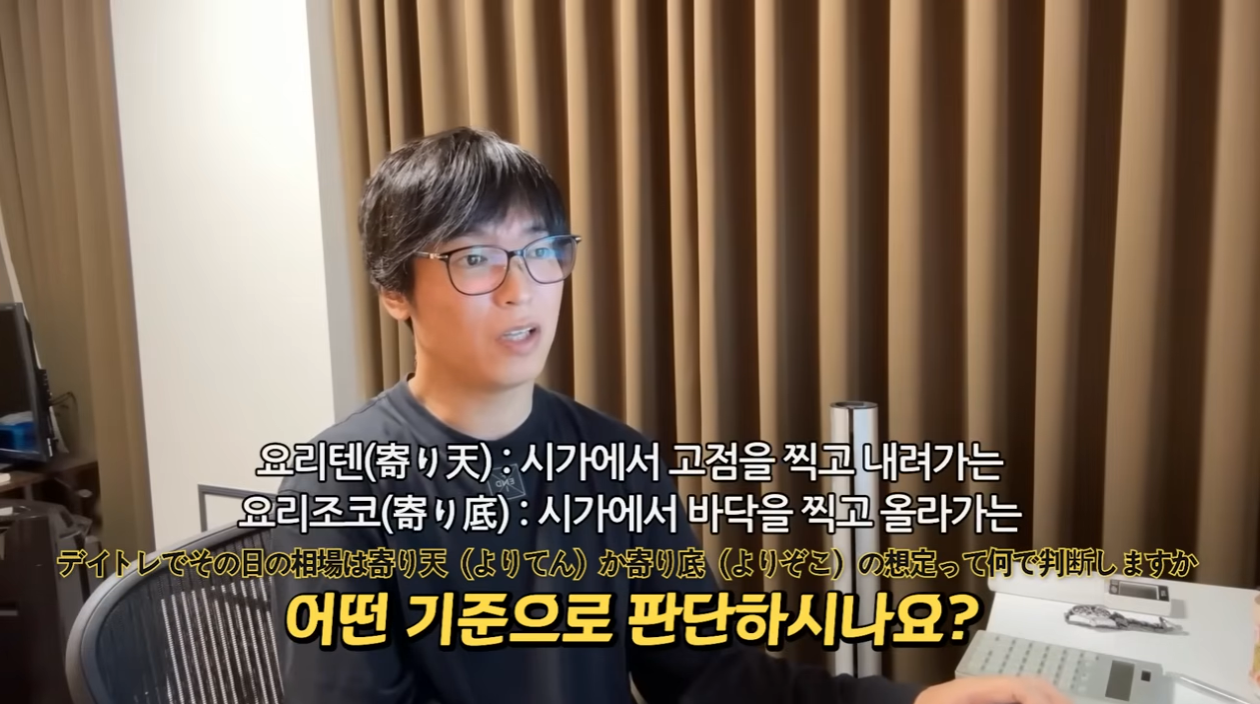 요리텐(寄り天) : 시가에서 고점을 찍고 내려가는
요리조코(寄り底) : 시가에서 바닥을 찍고 올라가는
デイトレでその日の相場は寄り天（よりてん）か寄り底（よりぞこ）の想定って何で判断しますか
어떤 기준으로 판단하시나요?